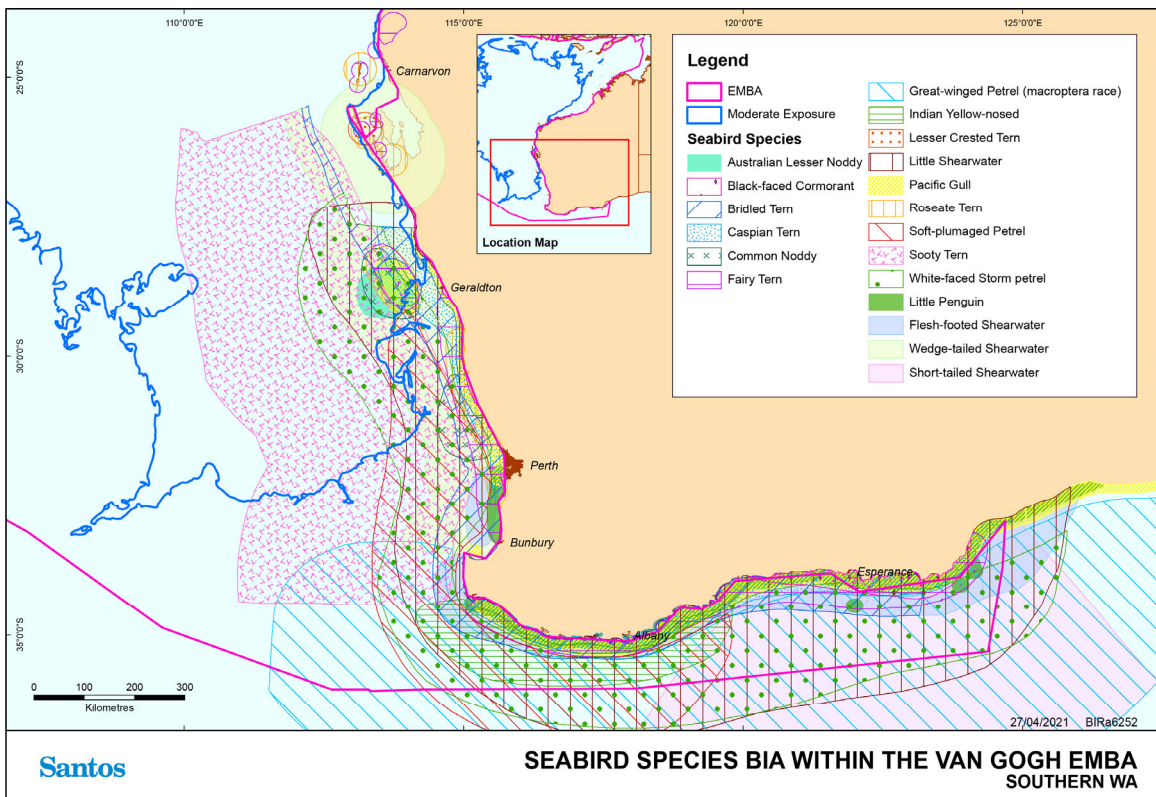 110°0'0"E
115°0'0"E
120°0'0"E
125°0'0"E
25°0'0"S
30°0'0"S
35°0'0"S
Carnarvon
Geraldton
Perth
Bunbury
Albany
Esperance
Location Map
Legend
EMBA
Moderate Exposure
Seabird Species
Australian Lesser Noddy
Black-faced Cormorant
Bridled Tern
Caspian Tern
Common Noddy
Fairy Tern
Great-winged Petrel (macroptera race)
Indian Yellow-nosed
Lesser Crested Tern
Little Shearwater
Pacific Gull
Roseate Tern
Soft-plumaged Petrel
Sooty Tern
White-faced Storm petrel
Little Penguin
Flesh-footed Shearwater
Wedge-tailed Shearwater
Short-tailed Shearwater
0 100 200 300
Kilometres
27/04/2021 BIRa6252
Santos
SEABIRD SPECIES BIA WITHIN THE VAN GOGH EMBA
SOUTHERN WA